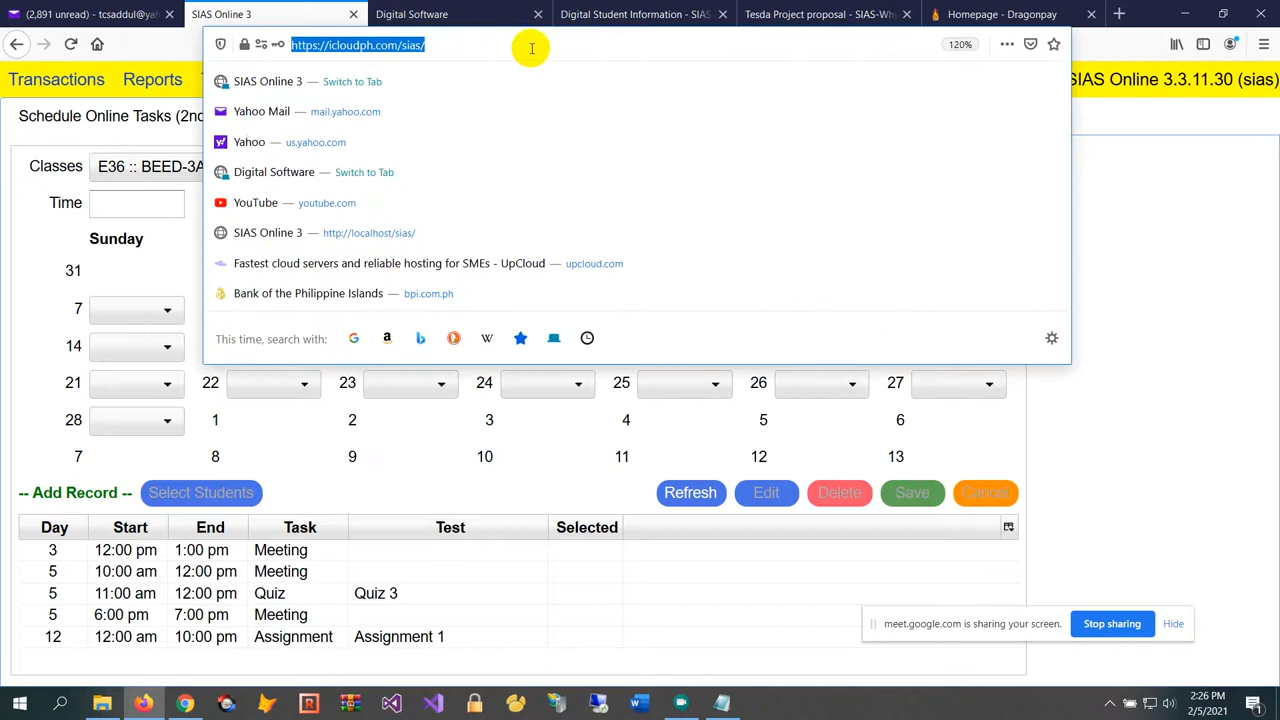 (2,891 unread) - tcsaddul@yaho
SIAS Online 3
Digital Software
Digital Student Information - SIAS
Tesda Project proposal - SIAS-Why
Homepage - Dragonpay
https://icloudph.com/sias/
120%
Transactions Reports
SIAS Online 3.3.11.30 (sias)
SIAS Online 3 — Switch to Tab
Yahoo Mail — mail.yahoo.com
Yahoo — us.yahoo.com
Digital Software — Switch to Tab
YouTube — youtube.com
SIAS Online 3 — http://localhost/sias/
Fastest cloud servers and reliable hosting for SMEs - UpCloud — upcloud.com
Bank of the Philippine Islands — bpi.com.ph
This time, search with:
Schedule Online Tasks (2nd
Classes E36 :: BEED-3A
Time
Sunday
31
7
14
21 22 23 24 25 26 27
28 1 2 3 4 5 6
7 8 9 10 11 12 13
-- Add Record -- Select Students Refresh Edit Delete Save Cancel
Day Start End Task Test Selected
3 12:00 pm 1:00 pm Meeting
5 10:00 am 12:00 pm Meeting
5 11:00 am 12:00 pm Quiz Quiz 3
5 6:00 pm 7:00 pm Meeting
12 12:00 am 10:00 pm Assignment Assignment 1
meet.google.com is sharing your screen. Stop sharing Hide
2:26 PM
2/5/2021